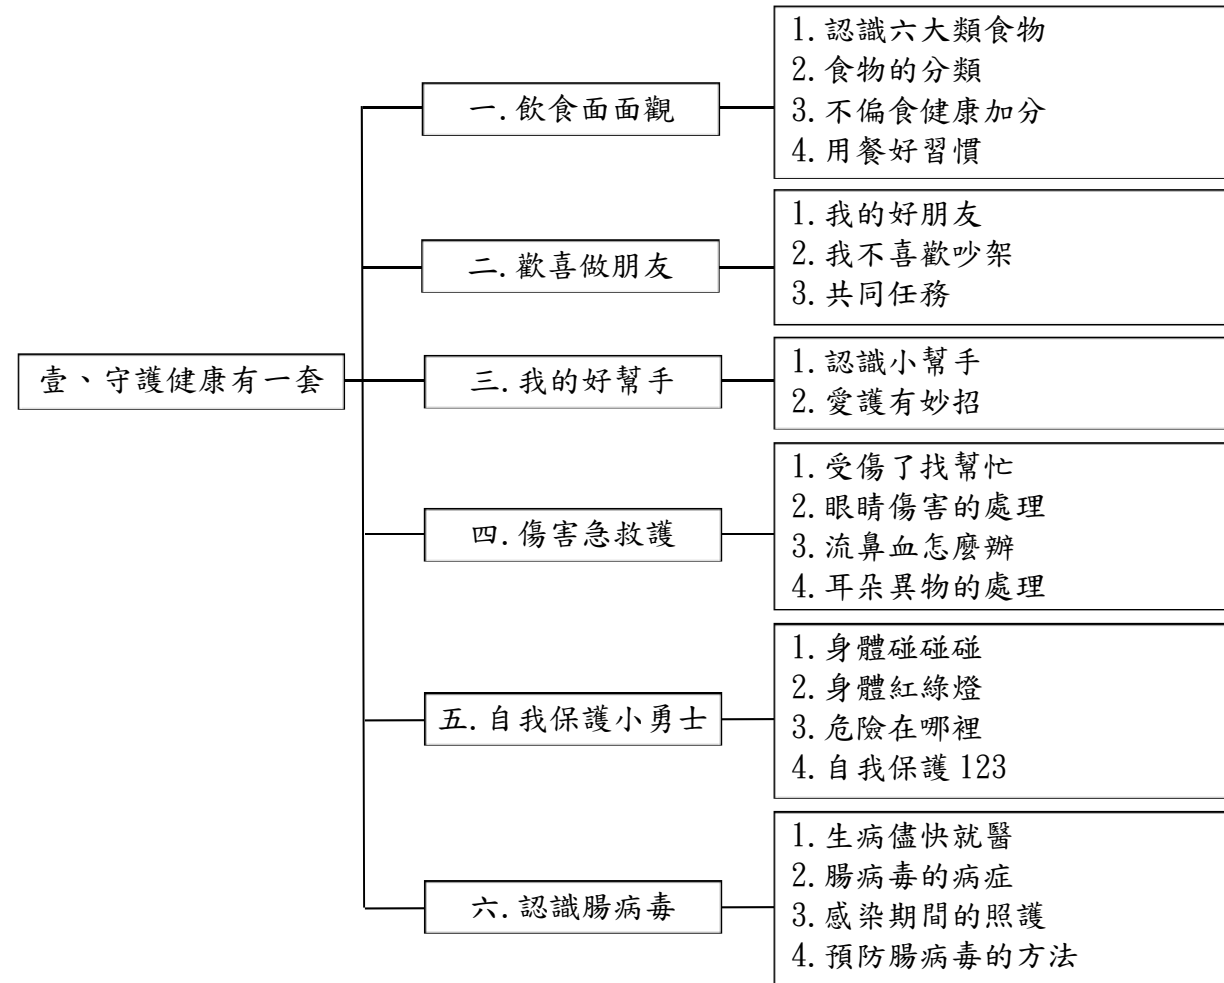 壹、守護健康有一套
一.飲食面面觀
1.認識六大類食物
2.食物的分類
3.不偏食健康加分
4.用餐好習慣
二.歡喜做朋友
1.我的好朋友
2.我不喜歡吵架
3.共同任務
三.我的好幫手
1.認識小幫手
2.愛護有妙招
四.傷害急救護
1.受傷了找幫忙
2.眼睛傷害的處理
3.流鼻血怎麼辦
4.耳朵異物的處理
五.自我保護小勇士
1.身體碰碰碰
2.身體紅綠燈
3.危險在哪裡
4.自我保護 123
六.認識腸病毒
1.生病儘快就醫
2.腸病毒的病症
3.感染期間的照護
4.預防腸病毒的方法